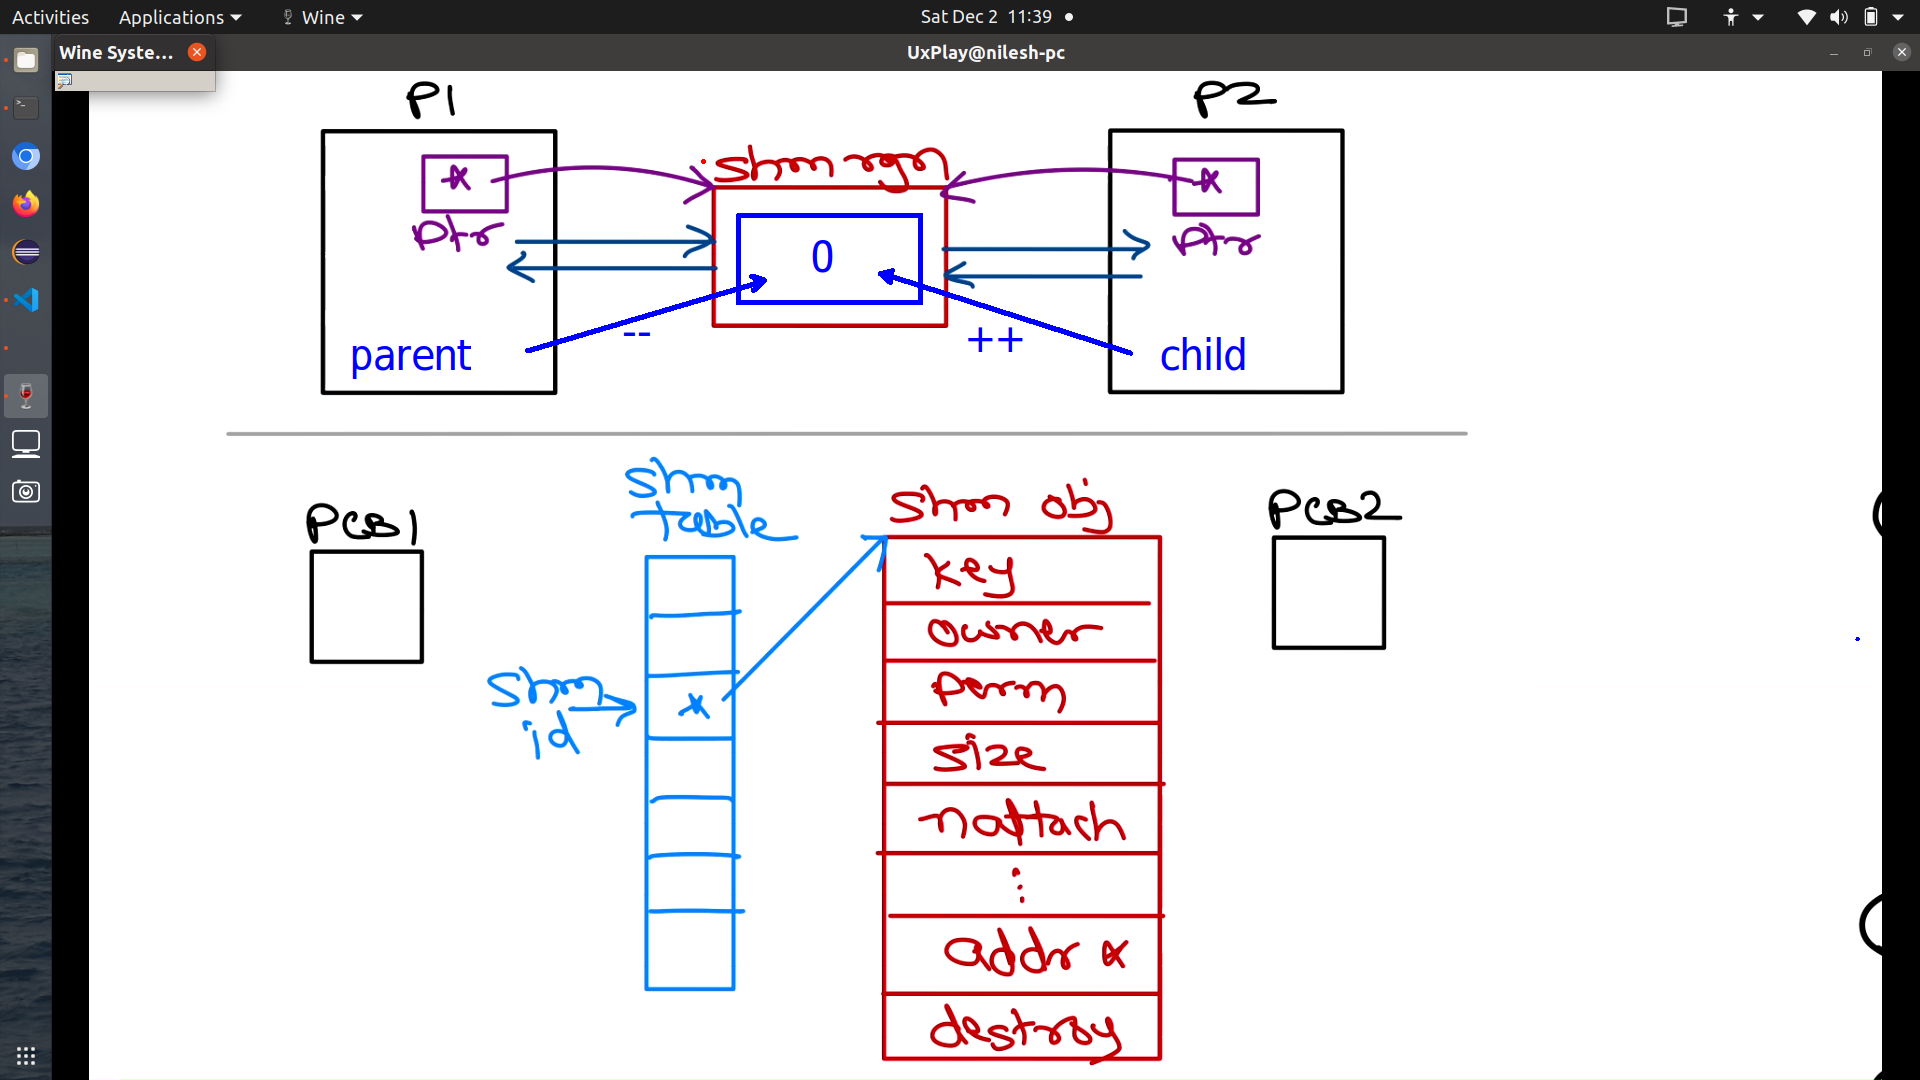 Activities Applications Wine Sat Dec 2 11:39
Wine Syste... UxPlay@nilesh-pc
P1 P2
shm rgn
* *
ptr ptr
0
-- ++
parent child
shm table
shm obj
PCB1 PCB2
key
owner
shm id
*
perm
size
nattach
⋮
addr *
destroy